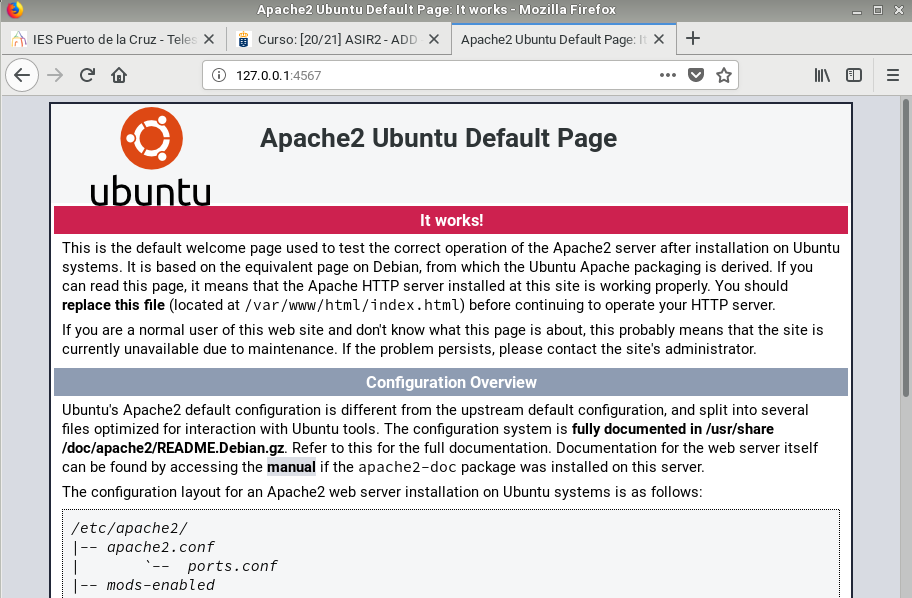 Apache2 Ubuntu Default Page: It works - Mozilla Firefox
IES Puerto de la Cruz - Teles
Curso: [20/21] ASIR2 - ADD
Apache2 Ubuntu Default Page: It
127.0.0.1:4567
ubuntu
Apache2 Ubuntu Default Page
It works!
This is the default welcome page used to test the correct operation of the Apache2 server after installation on Ubuntu
systems. It is based on the equivalent page on Debian, from which the Ubuntu Apache packaging is derived. If you
can read this page, it means that the Apache HTTP server installed at this site is working properly. You should
replace this file (located at /var/www/html/index.html) before continuing to operate your HTTP server.
If you are a normal user of this web site and don't know what this page is about, this probably means that the site is
currently unavailable due to maintenance. If the problem persists, please contact the site's administrator.
Configuration Overview
Ubuntu's Apache2 default configuration is different from the upstream default configuration, and split into several
files optimized for interaction with Ubuntu tools. The configuration system is fully documented in /usr/share
/doc/apache2/README.Debian.gz. Refer to this for the full documentation. Documentation for the web server itself
can be found by accessing the manual if the apache2-doc package was installed on this server.
The configuration layout for an Apache2 web server installation on Ubuntu systems is as follows:
/etc/apache2/
|-- apache2.conf
|       `--  ports.conf
|-- mods-enabled